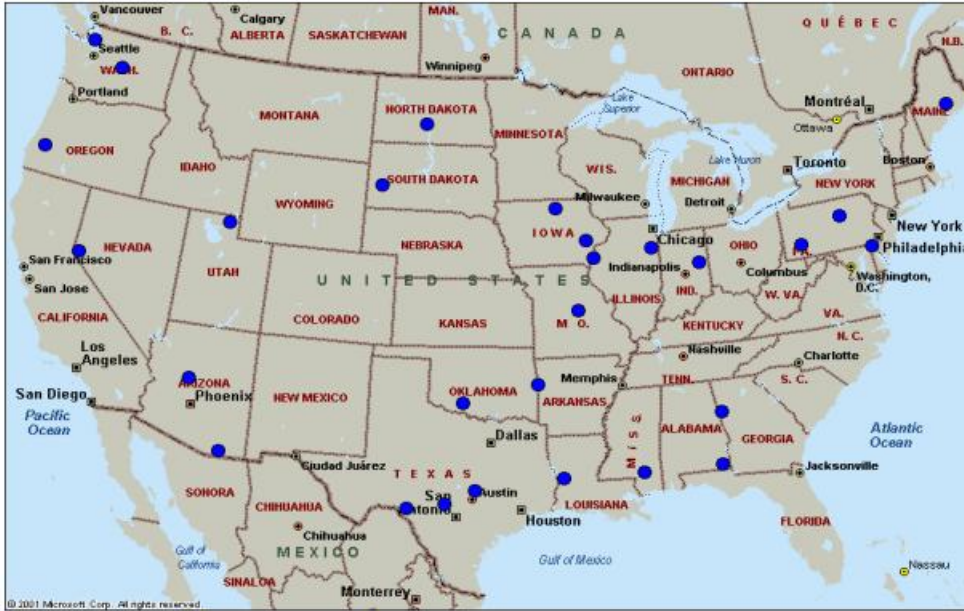 Vancouver
Calgary
MAN.
B. C.
ALBERTA
SASKATCHEWAN
CANADA
QUÉBEC
N.B.
Seattle
WASH.
Winnipeg
ONTARIO
Portland
MONTANA
NORTH DAKOTA
Lake Superior
Montréal
MAINE
MINNESOTA
Ottawa
OREGON
IDAHO
WIS.
Lake Huron
Toronto
Boston
SOUTH DAKOTA
MICHIGAN
NEW YORK
WYOMING
Milwaukee
Detroit
New York
NEVADA
NEBRASKA
IOWA
Chicago
OHIO
PA.
Philadelphia
San Francisco
UTAH
Indianapolis
Columbus
Washington, D.C.
San Jose
UNITED STATES
ILLINOIS
IND.
W. VA.
CALIFORNIA
COLORADO
KANSAS
M O.
KENTUCKY
VA.
N. C.
Los Angeles
Nashville
Charlotte
ARIZONA
OKLAHOMA
Memphis
TENN.
S. C.
San Diego
Phoenix
NEW MEXICO
ARKANSAS
Pacific Ocean
Dallas
MISS
ALABAMA
GEORGIA
Atlantic Ocean
Ciudad Juárez
TEXAS
Jacksonville
SONORA
CHIHUAHUA
San Antonio
Austin
LOUISIANA
Houston
FLORIDA
Chihuahua
Gulf of California
MEXICO
Gulf of Mexico
SINALOA
Nassau
Monterrey
© 2001 Microsoft Corp. All rights reserved.